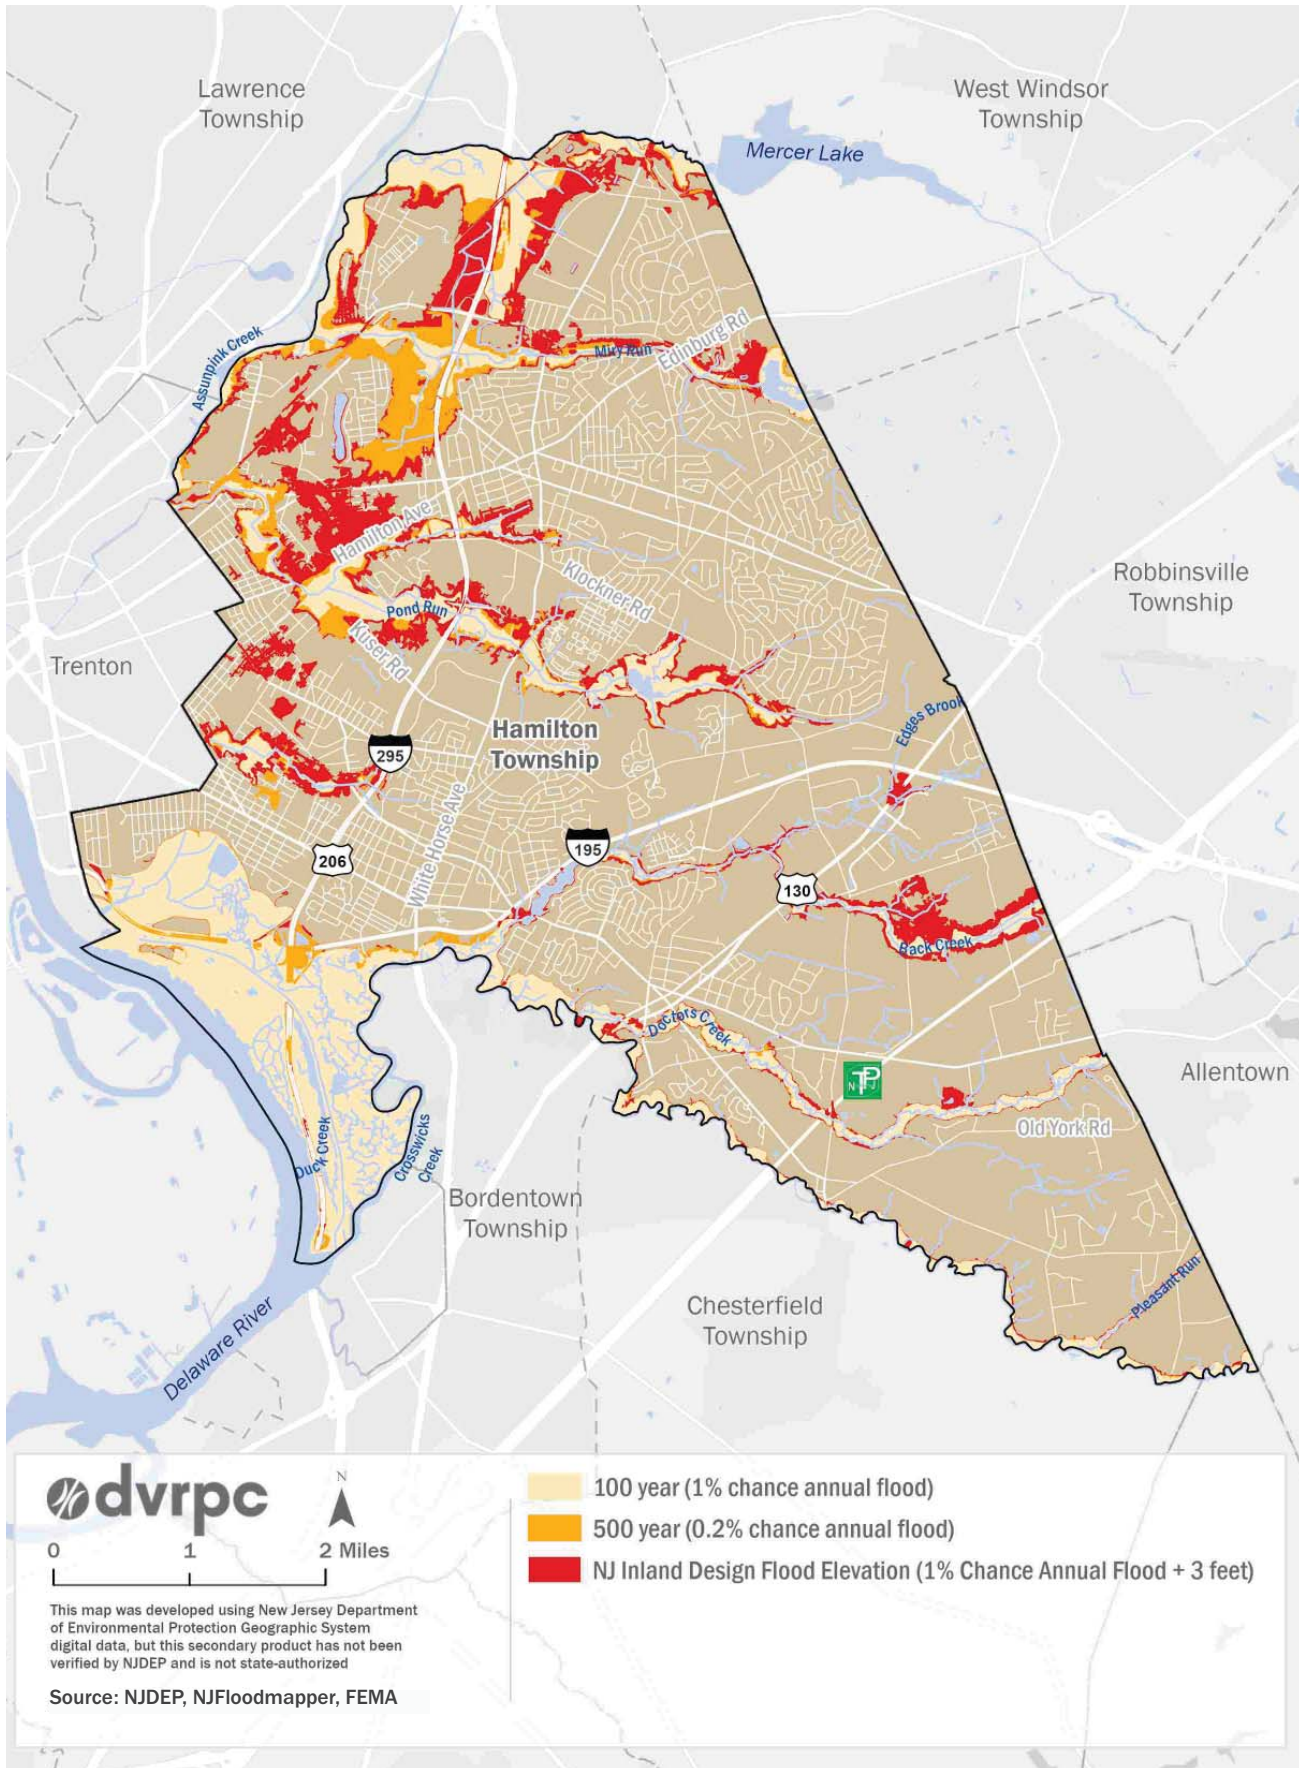 Lawrence
Township
West Windsor
Township
Mercer Lake
Assunpink Creek
Miry Run
Edinburg Rd
Hamilton Ave
Klockner Rd
Robbinsville
Township
Pond Run
Kuser Rd
Trenton
Edges Brook
Hamilton
Township
295
White Horse Ave
195
206
130
Back Creek
Doctors Creek
NTPJ
Allentown
Old York Rd
Duck Creek
Crosswicks
Creek
Bordentown
Township
Pleasant Run
Chesterfield
Township
Delaware River
dvrpc
N
0 1 2 Miles
This map was developed using New Jersey Department
of Environmental Protection Geographic System
digital data, but this secondary product has not been
verified by NJDEP and is not state-authorized
Source: NJDEP, NJFloodmapper, FEMA
100 year (1% chance annual flood)
500 year (0.2% chance annual flood)
NJ Inland Design Flood Elevation (1% Chance Annual Flood + 3 feet)